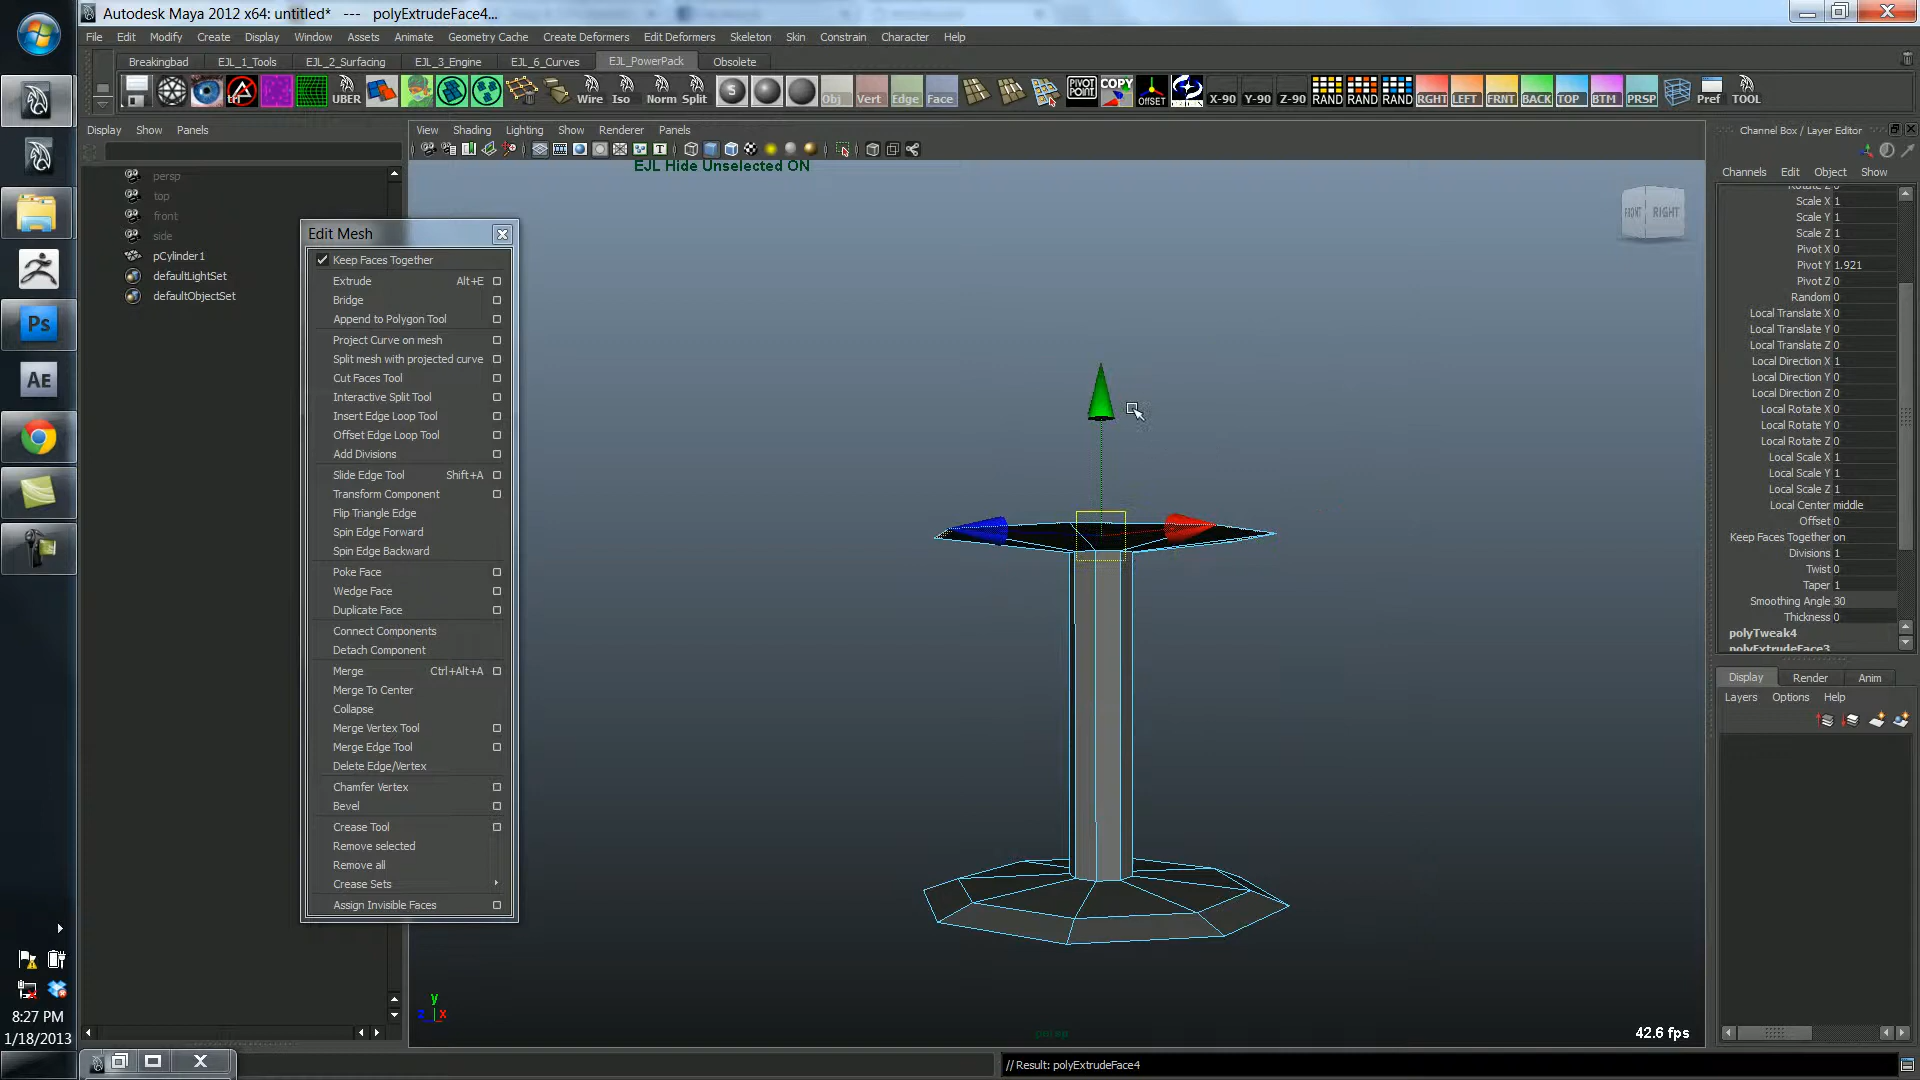 Autodesk Maya 2012 x64: untitled* --- polyExtrudeFace4...
File Edit Modify Create Display Window Assets Animate Geometry Cache Create Deformers Edit Deformers Skeleton Skin Constrain Character Help
Breakingbad EJL_1_Tools EJL_2_Surfacing EJL_3_Engine EJL_6_Curves EJL_PowerPack Obsolete
trl UBER Wire Iso Norm Split S Obj Vert Edge Face PIVOT POINT COPY OFFSET X-90 Y-90 Z-90 RAND RAND RAND RGHT LEFT FRNT BACK TOP BTM PRSP Pref TOOL
Display Show Panels
View Shading Lighting Show Renderer Panels
EJL Hide Unselected ON
persp
top
front
side
pCylinder1
defaultLightSet
defaultObjectSet
Edit Mesh
Keep Faces Together
Extrude Alt+E
Bridge
Append to Polygon Tool
Project Curve on mesh
Split mesh with projected curve
Cut Faces Tool
Interactive Split Tool
Insert Edge Loop Tool
Offset Edge Loop Tool
Add Divisions
Slide Edge Tool Shift+A
Transform Component
Flip Triangle Edge
Spin Edge Forward
Spin Edge Backward
Poke Face
Wedge Face
Duplicate Face
Connect Components
Detach Component
Merge Ctrl+Alt+A
Merge To Center
Collapse
Merge Vertex Tool
Merge Edge Tool
Delete Edge/Vertex
Chamfer Vertex
Bevel
Crease Tool
Remove selected
Remove all
Crease Sets
Assign Invisible Faces
FRONT RIGHT
y
z x
persp
42.6 fps
Channel Box / Layer Editor
Channels Edit Object Show
Rotate Z 0
Scale X 1
Scale Y 1
Scale Z 1
Pivot X 0
Pivot Y 1.921
Pivot Z 0
Random 0
Local Translate X 0
Local Translate Y 0
Local Translate Z 0
Local Direction X 1
Local Direction Y 0
Local Direction Z 0
Local Rotate X 0
Local Rotate Y 0
Local Rotate Z 0
Local Scale X 1
Local Scale Y 1
Local Scale Z 1
Local Center middle
Offset 0
Keep Faces Together on
Divisions 1
Twist 0
Taper 1
Smoothing Angle 30
Thickness 0
polyTweak4
polyExtrudeFace3
Display Render Anim
Layers Options Help
Ps
AE
8:27 PM
1/18/2013
// Result: polyExtrudeFace4